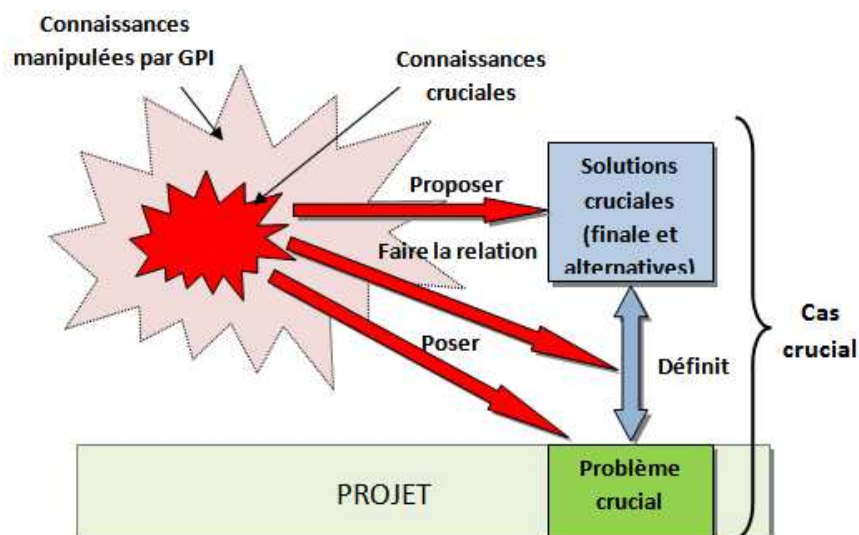 Connaissances
manipulées par GPI
Connaissances
cruciales
Proposer
Solutions
cruciales
(finale et
alternatives)
Faire la relation
Poser
Définit
Cas
crucial
PROJET
Problème
crucial